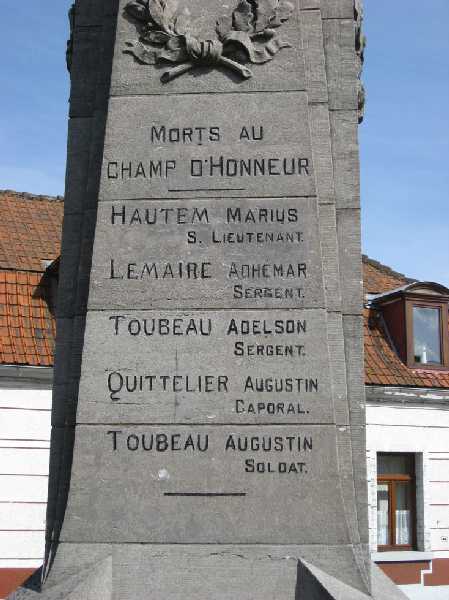 MORTS AU
CHAMP D'HONNEUR
HAUTEM MARIUS
S. LIEUTENANT.
LEMAIRE ADHEMAR
SERGENT.
TOUBEAU ADELSON
SERGENT.
QUITTELIER AUGUSTIN
CAPORAL.
TOUBEAU AUGUSTIN
SOLDAT.